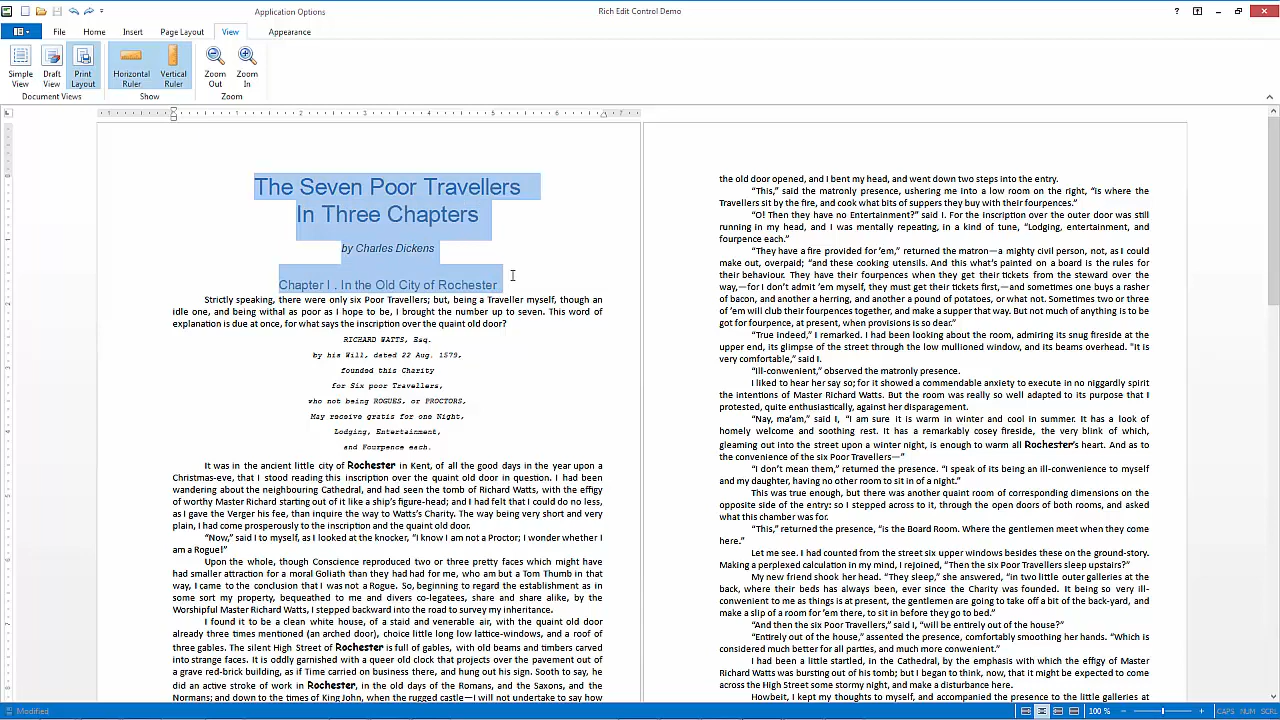 Application Options
Rich Edit Control Demo
?
File Home Insert Page Layout View Appearance
Simple View
Draft View
Print Layout
Horizontal Ruler
Vertical Ruler
Zoom Out
Zoom In
Document Views
Show
Zoom
1 1 2 3 4 5 6 7
The Seven Poor Travellers
In Three Chapters
by Charles Dickens
Chapter I . In the Old City of Rochester
Strictly speaking, there were only six Poor Travellers; but, being a Traveller myself, though an
idle one, and being withal as poor as I hope to be, I brought the number up to seven. This word of
explanation is due at once, for what says the inscription over the quaint old door?
RICHARD WATTS, Esq.
by his Will, dated 22 Aug. 1579,
founded this Charity
for Six poor Travellers,
who not being ROGUES, or PROCTORS,
May receive gratis for one Night,
Lodging, Entertainment,
and Fourpence each.
It was in the ancient little city of Rochester in Kent, of all the good days in the year upon a
Christmas-eve, that I stood reading this inscription over the quaint old door in question. I had been
wandering about the neighbouring Cathedral, and had seen the tomb of Richard Watts, with the effigy
of worthy Master Richard starting out of it like a ship's figure-head; and I had felt that I could do no less,
as I gave the Verger his fee, than inquire the way to Watts's Charity. The way being very short and very
plain, I had come prosperously to the inscription and the quaint old door.
“Now,” said I to myself, as I looked at the knocker, “I know I am not a Proctor; I wonder whether I
am a Rogue!”
Upon the whole, though Conscience reproduced two or three pretty faces which might have
had smaller attraction for a moral Goliath than they had had for me, who am but a Tom Thumb in that
way, I came to the conclusion that I was not a Rogue. So, beginning to regard the establishment as in
some sort my property, bequeathed to me and divers co-legatees, share and share alike, by the
Worshipful Master Richard Watts, I stepped backward into the road to survey my inheritance.
I found it to be a clean white house, of a staid and venerable air, with the quaint old door
already three times mentioned (an arched door), choice little long low lattice-windows, and a roof of
three gables. The silent High Street of Rochester is full of gables, with old beams and timbers carved
into strange faces. It is oddly garnished with a queer old clock that projects over the pavement out of
a grave red-brick building, as if Time carried on business there, and hung out his sign. Sooth to say, he
did an active stroke of work in Rochester, in the old days of the Romans, and the Saxons, and the
Normans; and down to the times of King John, when the rugged castle—I will not undertake to say how
the old door opened, and I bent my head, and went down two steps into the entry.
“This,” said the matronly presence, ushering me into a low room on the right, “is where the
Travellers sit by the fire, and cook what bits of suppers they buy with their fourpences.”
“O! Then they have no Entertainment?” said I. For the inscription over the outer door was still
running in my head, and I was mentally repeating, in a kind of tune, “Lodging, entertainment, and
fourpence each.”
“They have a fire provided for 'em,” returned the matron—a mighty civil person, not, as I could
make out, overpaid; “and these cooking utensils. And this what's painted on a board is the rules for
their behaviour. They have their fourpences when they get their tickets from the steward over the
way,—for I don't admit 'em myself, they must get their tickets first,—and sometimes one buys a rasher
of bacon, and another a herring, and another a pound of potatoes, or what not. Sometimes two or three
of 'em will club their fourpences together, and make a supper that way. But not much of anything is to be
got for fourpence, at present, when provisions is so dear.”
“True indeed,” I remarked. I had been looking about the room, admiring its snug fireside at the
upper end, its glimpse of the street through the low mullioned window, and its beams overhead. “It is
very comfortable,” said I.
“Ill-convenient,” observed the matronly presence.
I liked to hear her say so; for it showed a commendable anxiety to execute in no niggardly spirit
the intentions of Master Richard Watts. But the room was really so well adapted to its purpose that I
protested, quite enthusiastically, against her disparagement.
“Nay, ma'am,” said I, “I am sure it is warm in winter and cool in summer. It has a look of
homely welcome and soothing rest. It has a remarkably cosey fireside, the very blink of which,
gleaming out into the street upon a winter night, is enough to warm all Rochester's heart. And as to
the convenience of the six Poor Travellers—”
“I don't mean them,” returned the presence. “I speak of its being an ill-convenience to myself
and my daughter, having no other room to sit in of a night.”
This was true enough, but there was another quaint room of corresponding dimensions on the
opposite side of the entry: so I stepped across to it, through the open doors of both rooms, and asked
what this chamber was for.
“This,” returned the presence, “is the Board Room. Where the gentlemen meet when they come
here.”
Let me see. I had counted from the street six upper windows besides these on the ground-story.
Making a perplexed calculation in my mind, I rejoined, “Then the six Poor Travellers sleep upstairs?”
My new friend shook her head. “They sleep,” she answered, “in two little outer galleries at the
back, where their beds has always been, ever since the Charity was founded. It being so very ill-
convenient to me as things is at present, the gentlemen are going to take off a bit of the back-yard, and
make a slip of a room for 'em there, to sit in before they go to bed.”
“And then the six Poor Travellers,” said I, “will be entirely out of the house?”
“Entirely out of the house,” assented the presence, comfortably smoothing her hands. “Which is
considered much better for all parties, and much more convenient.”
I had been a little startled, in the Cathedral, by the emphasis with which the effigy of Master
Richard Watts was bursting out of his tomb; but I began to think, now, that it might be expected to come
across the High Street some stormy night, and make a disturbance here.
Howbeit, I kept my thoughts to myself, and accompanied the presence to the little galleries at
Modified
100 %
CAPS NUM SCRL